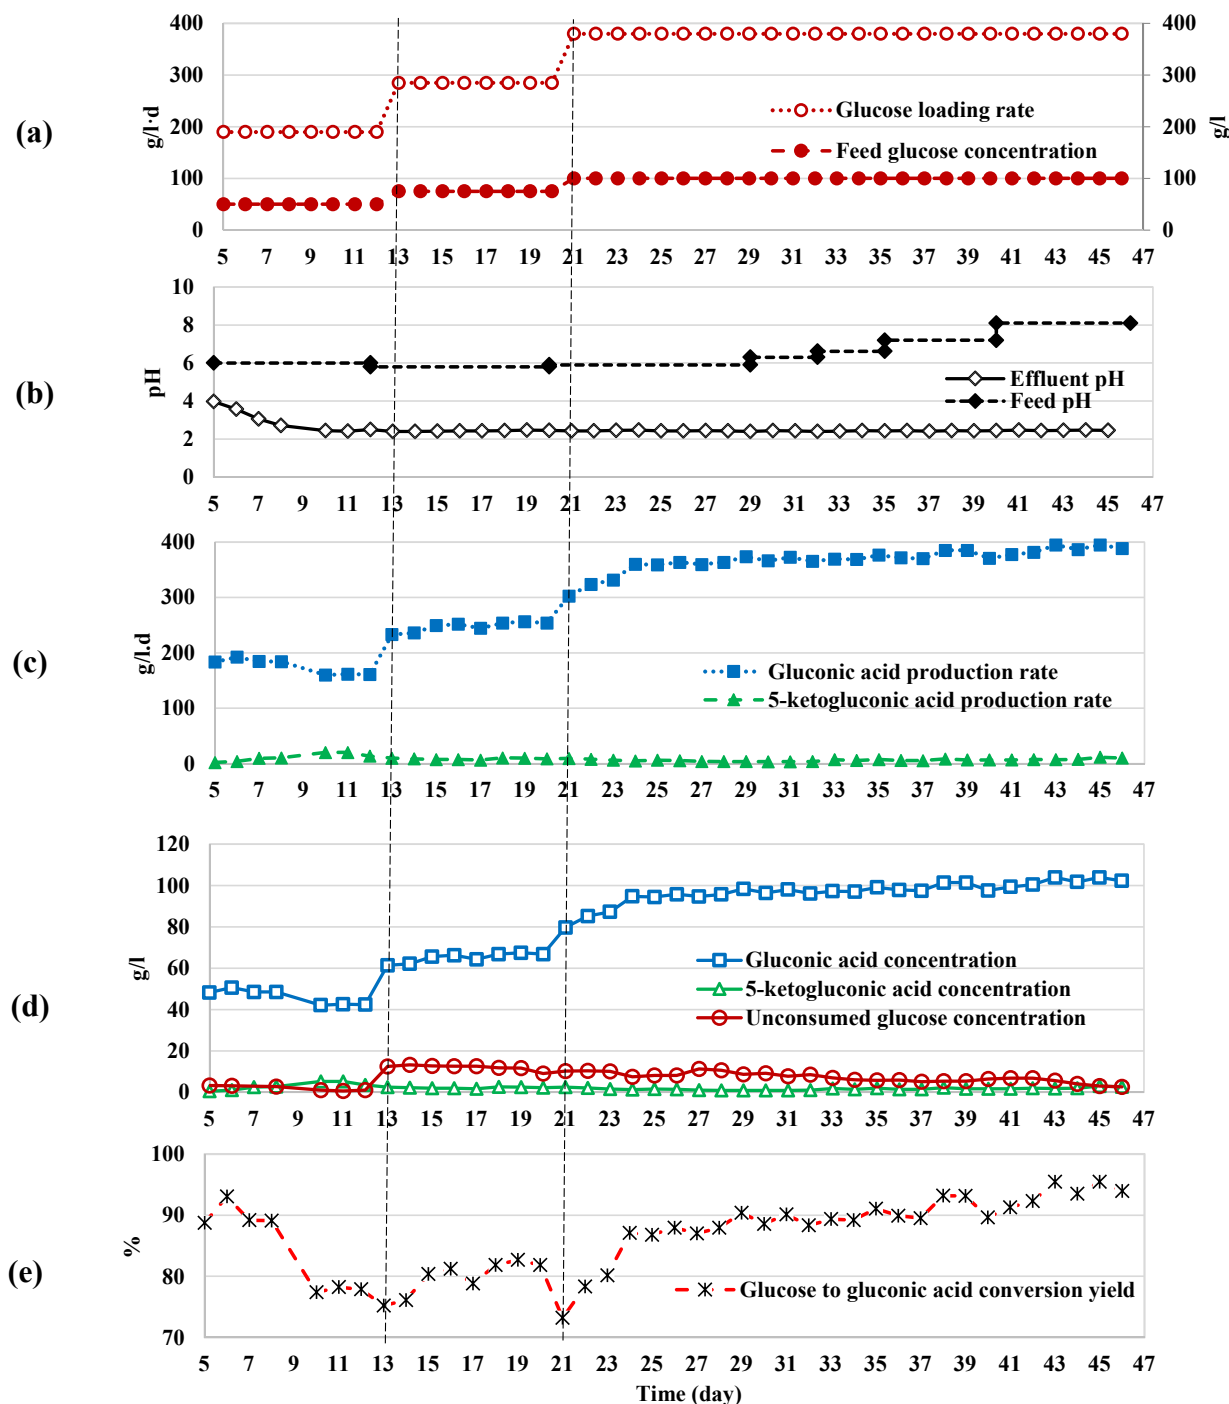 (a)
g/l·d
400
300
200
100
0
400
300
200
100
0
g/l
Glucose loading rate
Feed glucose concentration
5 7 9 11 13 15 17 19 21 23 25 27 29 31 33 35 37 39 41 43 45 47
(b)
pH
10
8
6
4
2
0
Effluent pH
Feed pH
5 7 9 11 13 15 17 19 21 23 25 27 29 31 33 35 37 39 41 43 45 47
(c)
g/l.d
400
300
200
100
0
Gluconic acid production rate
5-ketogluconic acid production rate
5 7 9 11 13 15 17 19 21 23 25 27 29 31 33 35 37 39 41 43 45 47
(d)
g/l
120
100
80
60
40
20
0
Gluconic acid concentration
5-ketogluconic acid concentration
Unconsumed glucose concentration
5 7 9 11 13 15 17 19 21 23 25 27 29 31 33 35 37 39 41 43 45 47
(e)
%
100
90
80
70
Glucose to gluconic acid conversion yield
5 7 9 11 13 15 17 19 21 23 25 27 29 31 33 35 37 39 41 43 45 47
Time (day)